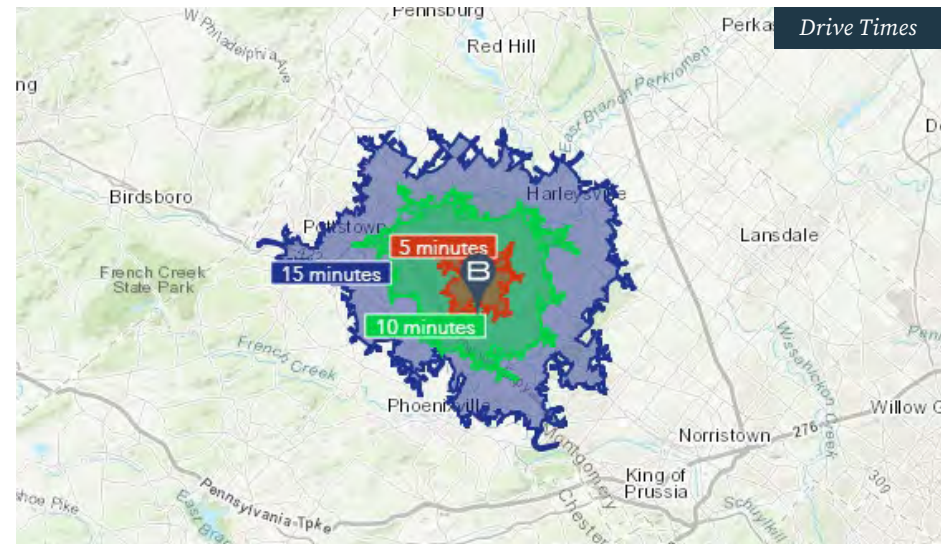 Pennsburg
Drive Times
W Philadelphia Ave
Red Hill
East Branch Perkiomen
Birdsboro
Harleysville
Pottstown
Lansdale
5 minutes
15 minutes
B
French Creek
State Park
10 minutes
French Creek
Wissahickon Creek
Phoenixville
Willow
Norristown
276
Montgomery
King of
Prussia
309
Pennsylvania-Tpke
Chester
Schuylkill
Pike
East